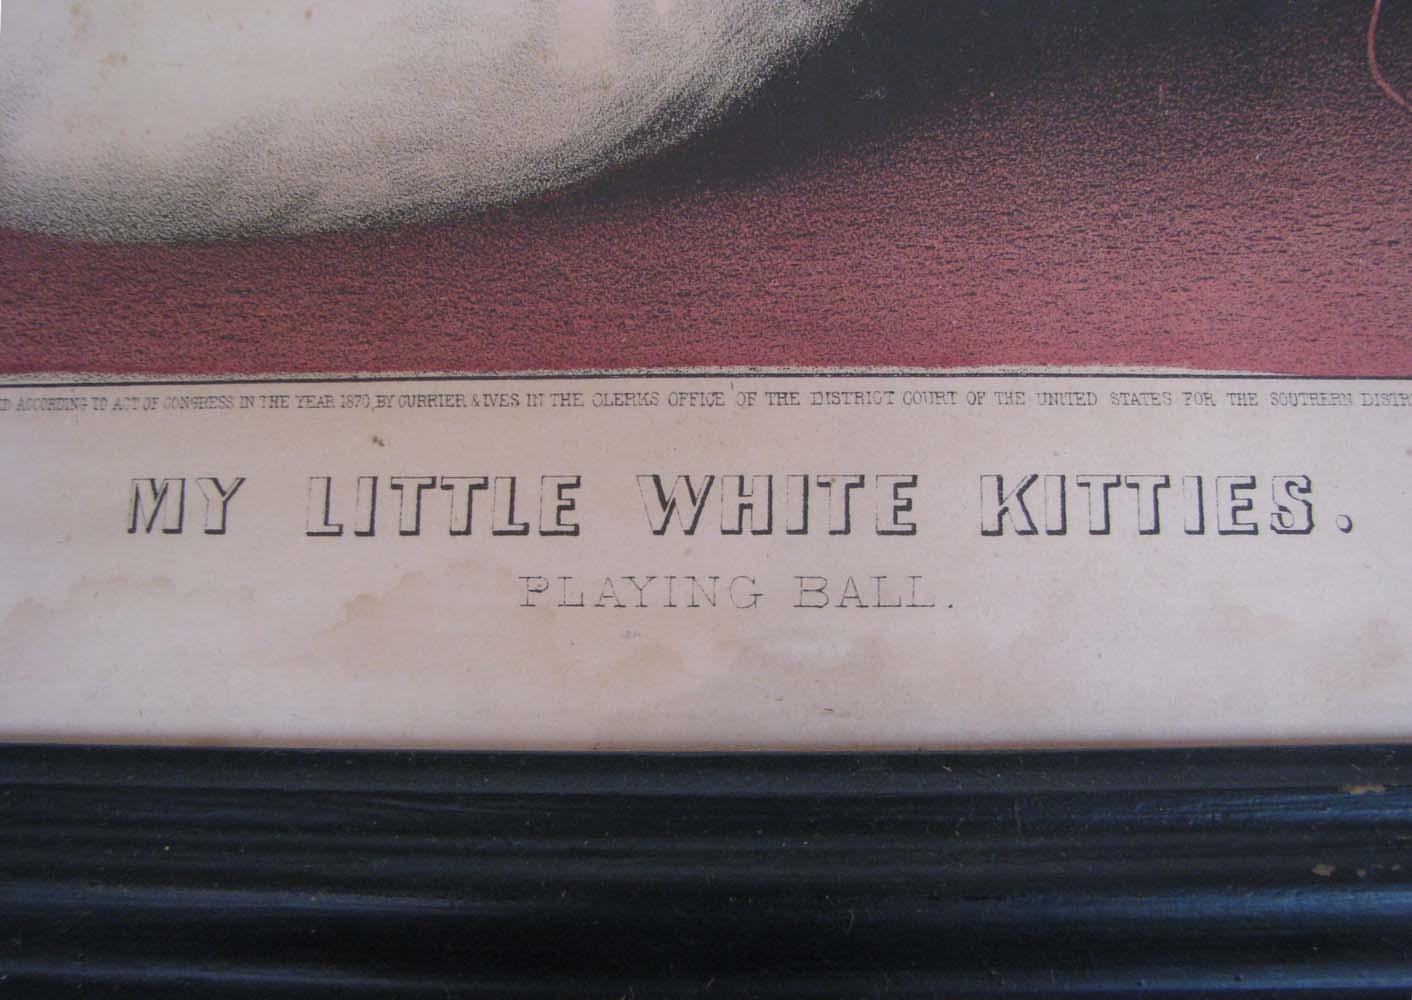 D ACCORDING TO ACT OF CONGRESS IN THE YEAR 1870, BY CURRIER & IVES IN THE CLERKS OFFICE OF THE DISTRICT COURT OF THE UNITED STATES FOR THE SOUTHERN DISTR
MY LITTLE WHITE KITTIES.
PLAYING BALL.